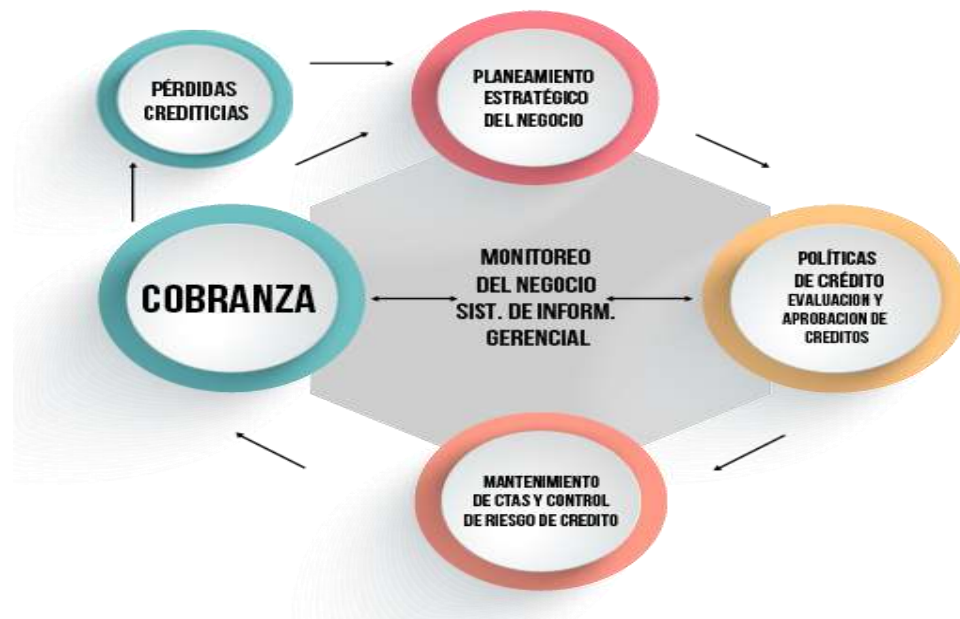 PÉRDIDAS
CREDITICIAS
PLANEAMIENTO
ESTRATÉGICO
DEL NEGOCIO
COBRANZA
MONITOREO
DEL NEGOCIO
SIST. DE INFORM.
GERENCIAL
POLÍTICAS
DE CRÉDITO
EVALUACION Y
APROBACION DE
CREDITOS
MANTENIMIENTO
DE CTAS Y CONTROL
DE RIESGO DE CREDITO